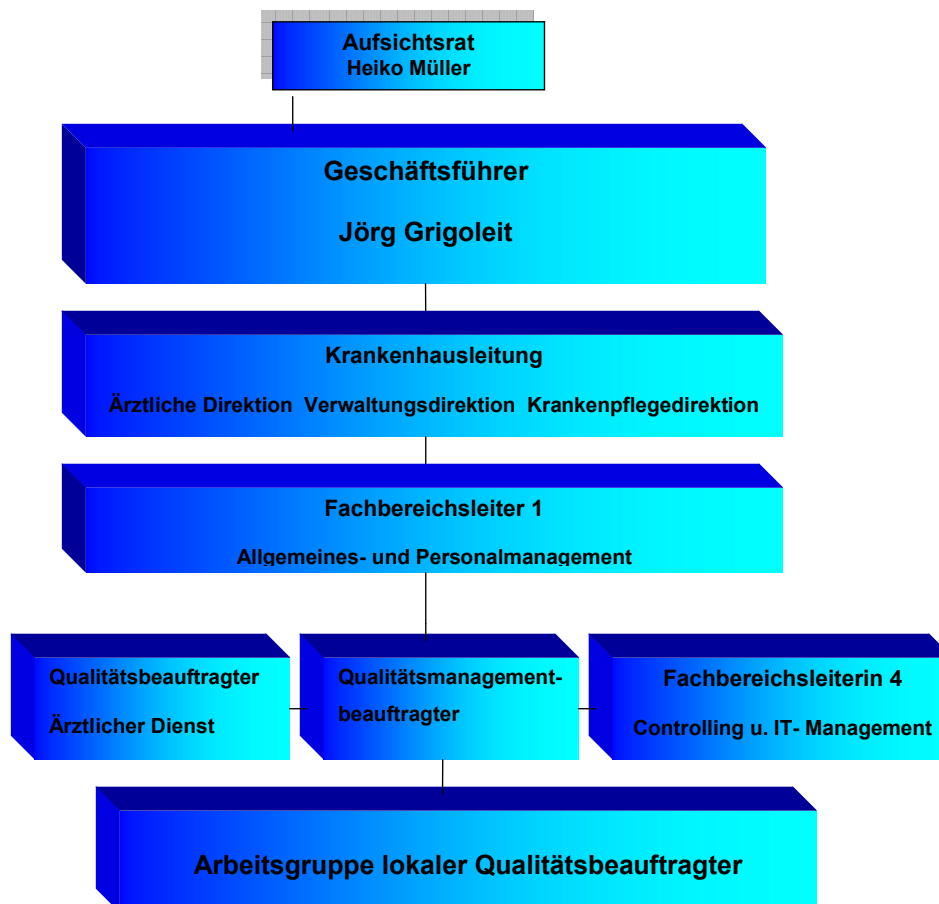 Aufsichtsrat
Heiko Müller
Geschäftsführer
Jörg Grigoleit
Krankenhausleitung
Ärztliche Direktion Verwaltungsdirektion Krankenpflegedirektion
Fachbereichsleiter 1
Allgemeines- und Personalmanagement
Qualitätsbeauftragter
Ärztlicher Dienst
Qualitätsmanagement-
beauftragter
Fachbereichsleiterin 4
Controlling u. IT- Management
Arbeitsgruppe lokaler Qualitätsbeauftragter